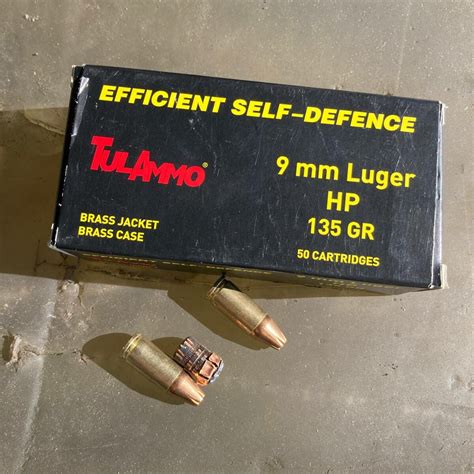 EFFICIENT SELF-DEFENCE
TULAMMO®
9 mm Luger
HP
135 GR
BRASS JACKET
BRASS CASE
50 CARTRIDGES